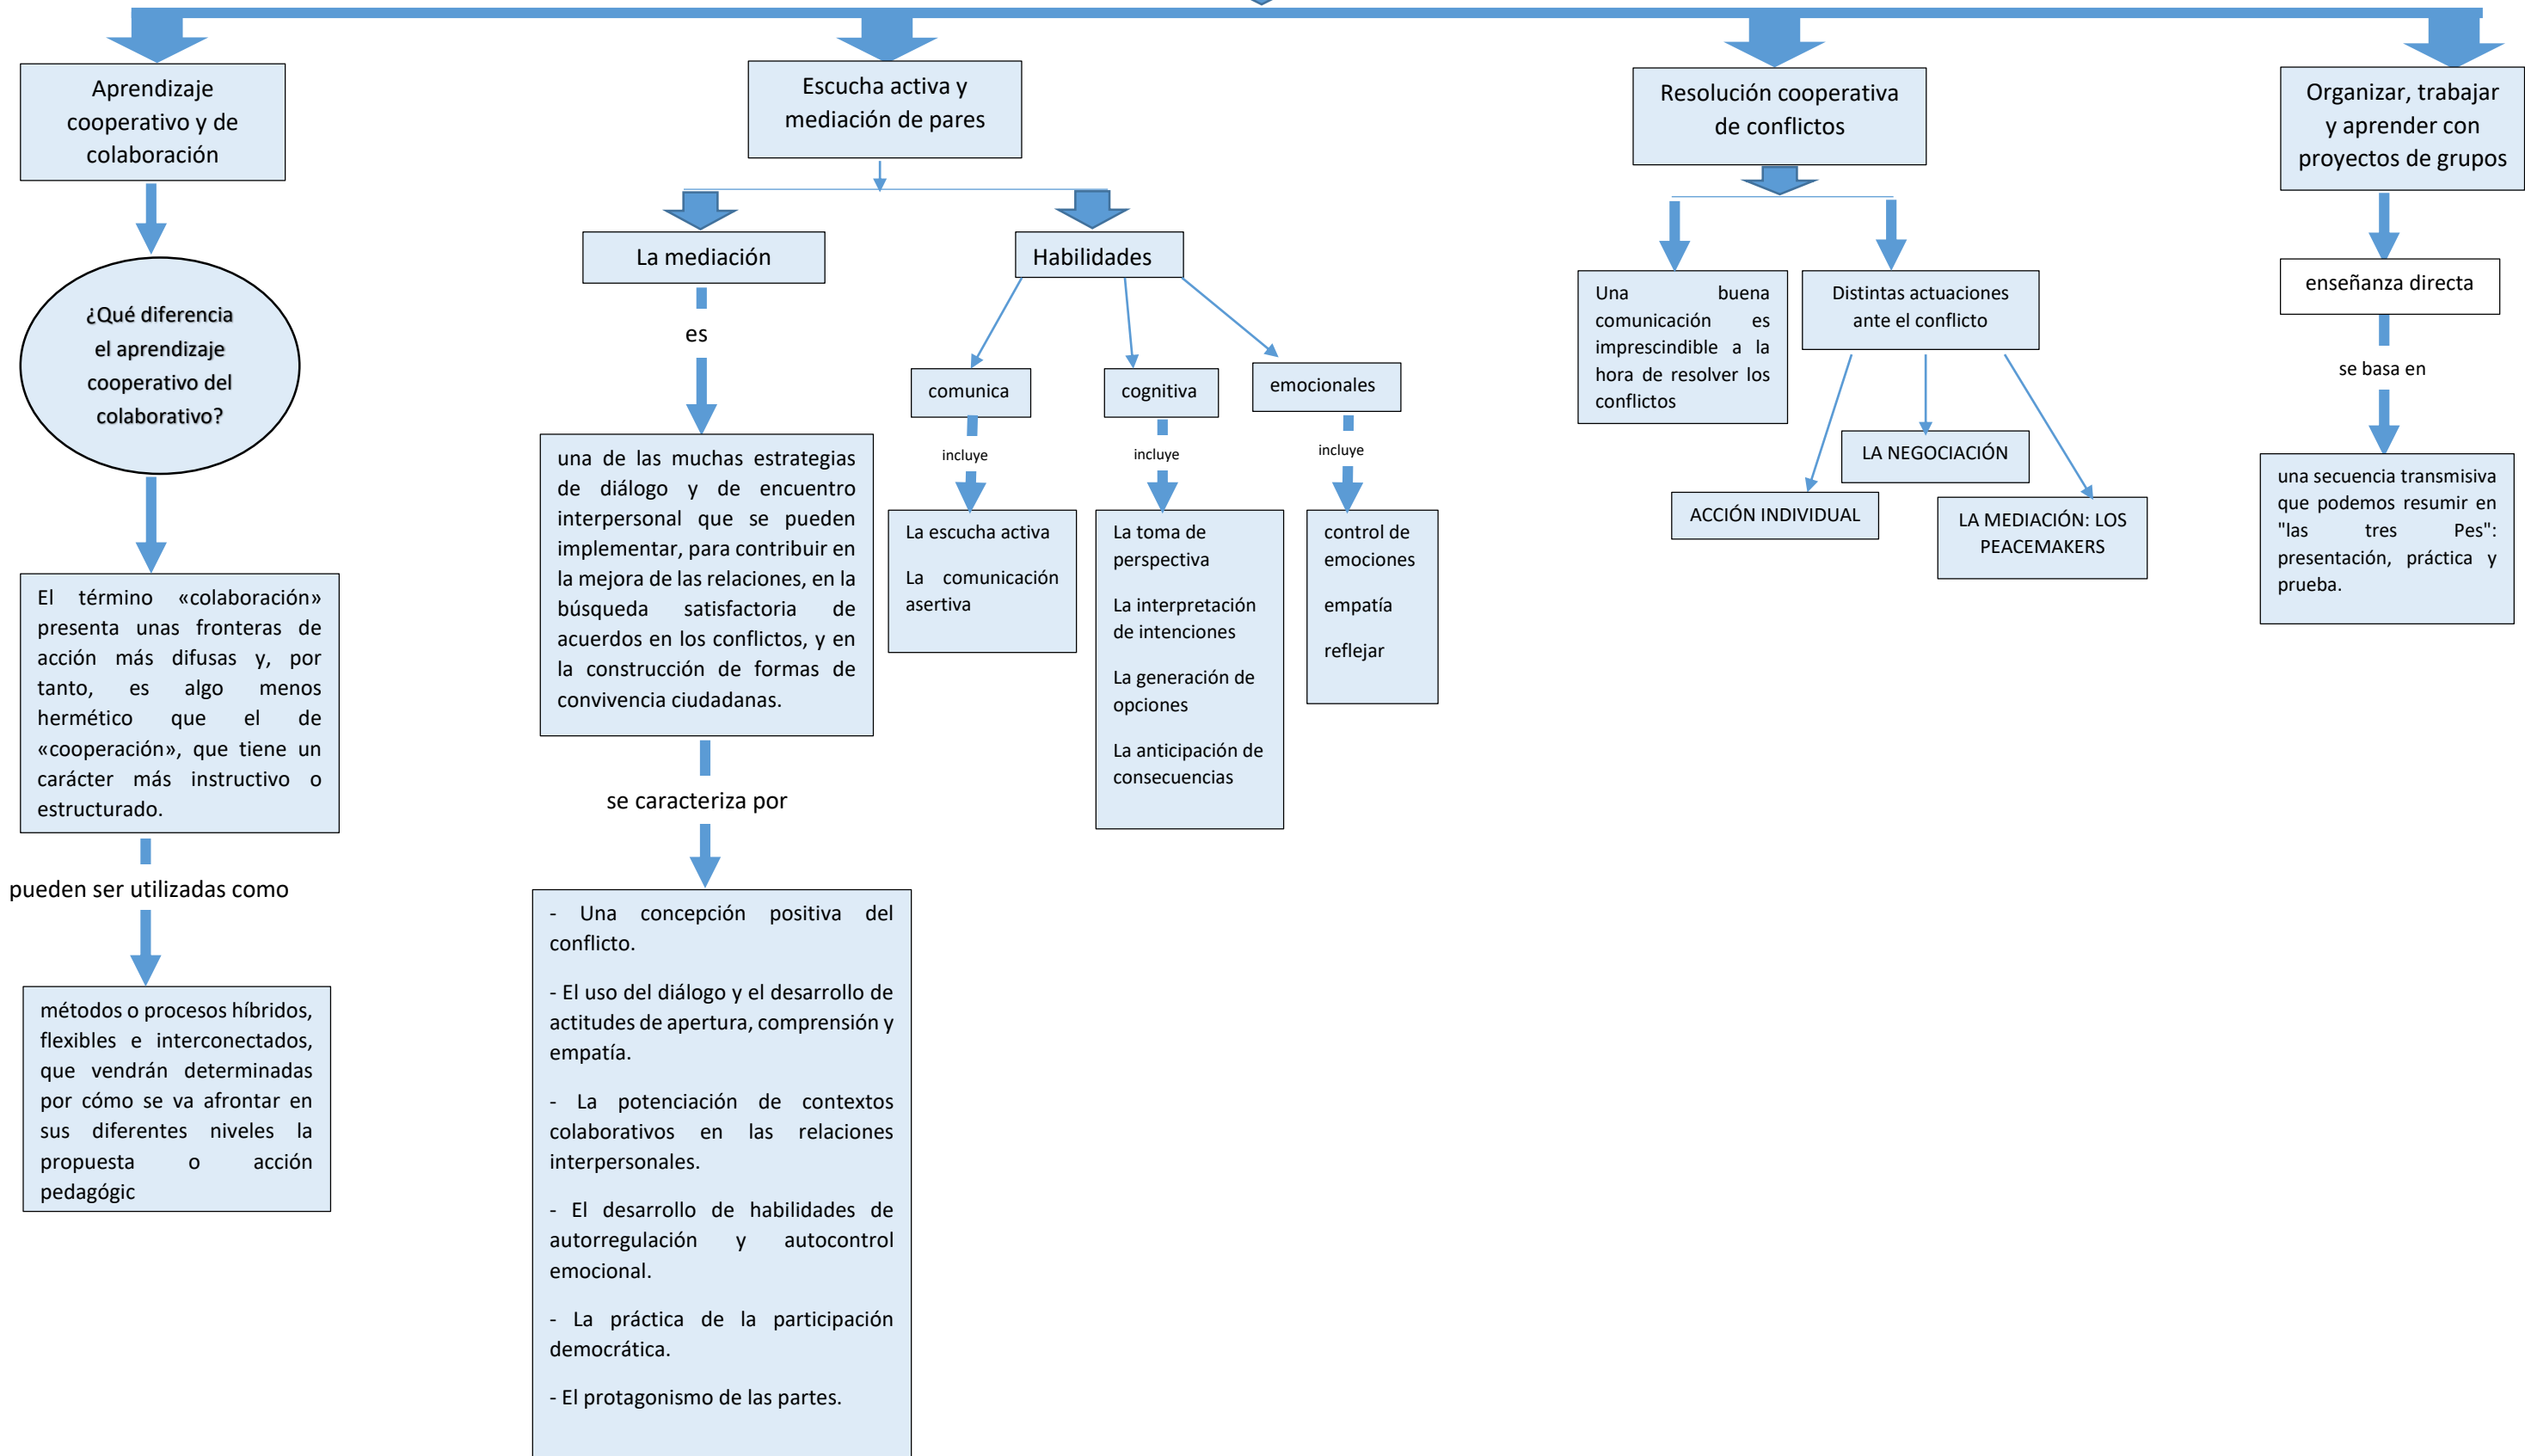 Aprendizaje
cooperativo y de
colaboración
¿Qué diferencia
el aprendizaje
cooperativo del
colaborativo?
El término «colaboración»
presenta unas fronteras de
acción más difusas y, por
tanto, es algo menos
hermético que el de
«cooperación», que tiene un
carácter más instructivo o
estructurado.
pueden ser utilizadas como
métodos o procesos híbridos,
flexibles e interconectados,
que vendrán determinadas
por cómo se va afrontar en
sus diferentes niveles la
propuesta o acción
pedagógic
Escucha activa y
mediación de pares
La mediación
es
una de las muchas estrategias
de diálogo y de encuentro
interpersonal que se pueden
implementar, para contribuir en
la mejora de las relaciones, en la
búsqueda satisfactoria de
acuerdos en los conflictos, y en
la construcción de formas de
convivencia ciudadanas.
se caracteriza por
- Una concepción positiva del
conflicto.
- El uso del diálogo y el desarrollo de
actitudes de apertura, comprensión y
empatía.
- La potenciación de contextos
colaborativos en las relaciones
interpersonales.
- El desarrollo de habilidades de
autorregulación y autocontrol
emocional.
- La práctica de la participación
democrática.
- El protagonismo de las partes.
Habilidades
comunica
incluye
La escucha activa
La comunicación
asertiva
cognitiva
incluye
La toma de
perspectiva
La interpretación
de intenciones
La generación de
opciones
La anticipación de
consecuencias
emocionales
incluye
control de
emociones
empatía
reflejar
Resolución cooperativa
de conflictos
Una buena
comunicación es
imprescindible a la
hora de resolver los
conflictos
Distintas actuaciones
ante el conflicto
ACCIÓN INDIVIDUAL
LA NEGOCIACIÓN
LA MEDIACIÓN: LOS
PEACEMAKERS
Organizar, trabajar
y aprender con
proyectos de grupos
enseñanza directa
se basa en
una secuencia transmisiva
que podemos resumir en
"las tres Pes":
presentación, práctica y
prueba.